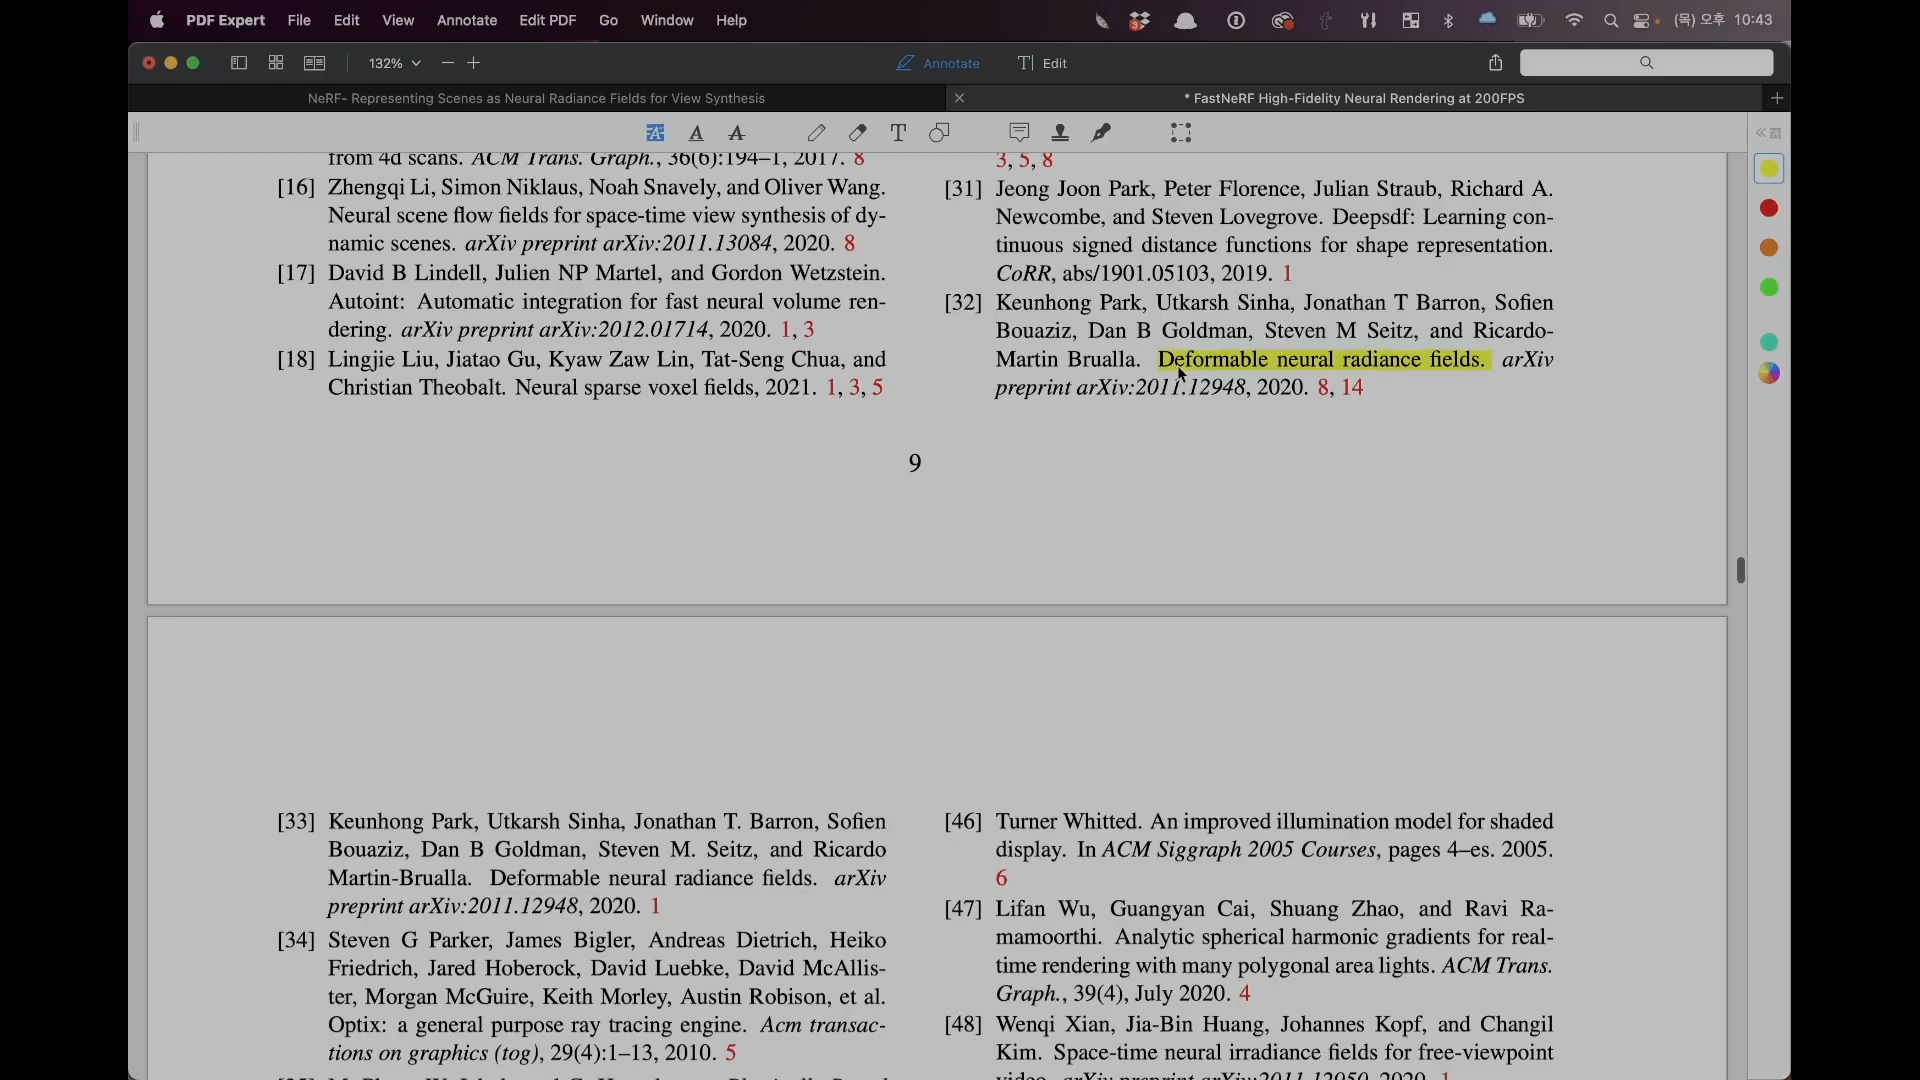 PDF Expert File Edit View Annotate Edit PDF Go Window Help
3
(목) 오후 10:43
132%
Annotate
Edit
NeRF- Representing Scenes as Neural Radiance Fields for View Synthesis
* FastNeRF High-Fidelity Neural Rendering at 200FPS
from 4d scans. ACM Trans. Graph., 36(6):194–1, 2017. 8
[16] Zhengqi Li, Simon Niklaus, Noah Snavely, and Oliver Wang.
Neural scene flow fields for space-time view synthesis of dy-
namic scenes. arXiv preprint arXiv:2011.13084, 2020. 8
[17] David B Lindell, Julien NP Martel, and Gordon Wetzstein.
Autoint: Automatic integration for fast neural volume ren-
dering. arXiv preprint arXiv:2012.01714, 2020. 1, 3
[18] Lingjie Liu, Jiatao Gu, Kyaw Zaw Lin, Tat-Seng Chua, and
Christian Theobalt. Neural sparse voxel fields, 2021. 1, 3, 5
3, 5, 8
[31] Jeong Joon Park, Peter Florence, Julian Straub, Richard A.
Newcombe, and Steven Lovegrove. Deepsdf: Learning con-
tinuous signed distance functions for shape representation.
CoRR, abs/1901.05103, 2019. 1
[32] Keunhong Park, Utkarsh Sinha, Jonathan T Barron, Sofien
Bouaziz, Dan B Goldman, Steven M Seitz, and Ricardo-
Martin Brualla. Deformable neural radiance fields. arXiv
preprint arXiv:2011.12948, 2020. 8, 14
9
[33] Keunhong Park, Utkarsh Sinha, Jonathan T. Barron, Sofien
Bouaziz, Dan B Goldman, Steven M. Seitz, and Ricardo
Martin-Brualla. Deformable neural radiance fields. arXiv
preprint arXiv:2011.12948, 2020. 1
[34] Steven G Parker, James Bigler, Andreas Dietrich, Heiko
Friedrich, Jared Hoberock, David Luebke, David McAllis-
ter, Morgan McGuire, Keith Morley, Austin Robison, et al.
Optix: a general purpose ray tracing engine. Acm transac-
tions on graphics (tog), 29(4):1–13, 2010. 5
[46] Turner Whitted. An improved illumination model for shaded
display. In ACM Siggraph 2005 Courses, pages 4–es. 2005.
6
[47] Lifan Wu, Guangyan Cai, Shuang Zhao, and Ravi Ra-
mamoorthi. Analytic spherical harmonic gradients for real-
time rendering with many polygonal area lights. ACM Trans.
Graph., 39(4), July 2020. 4
[48] Wenqi Xian, Jia-Bin Huang, Johannes Kopf, and Changil
Kim. Space-time neural irradiance fields for free-viewpoint
video. arXiv preprint arXiv:2011.12950, 2020. 1